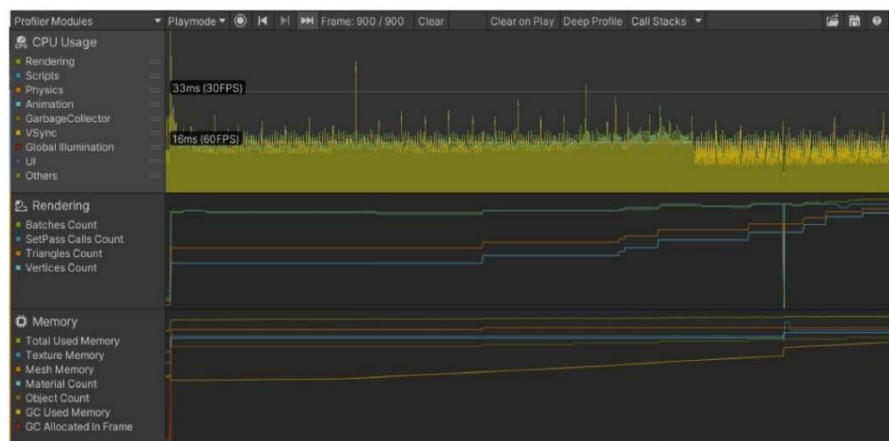 Profiler Modules Playmode Frame: 900 / 900 Clear Clear on Play Deep Profile Call Stacks
CPU Usage
Rendering
Scripts
Physics
Animation
GarbageCollector
VSync
Global Illumination
UI
Others
33ms (30FPS)
16ms (60FPS)
Rendering
Batches Count
SetPass Calls Count
Triangles Count
Vertices Count
Memory
Total Used Memory
Texture Memory
Mesh Memory
Material Count
Object Count
GC Used Memory
GC Allocated In Frame